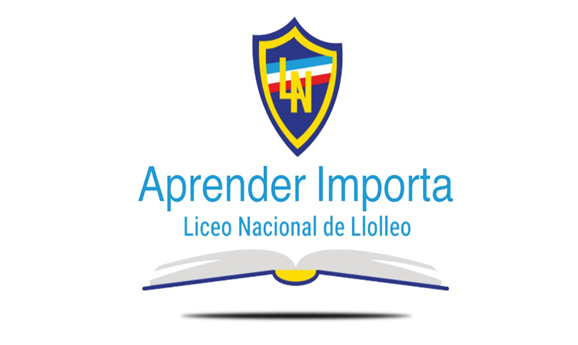 LN
Aprender Importa
Liceo Nacional de Llolleo